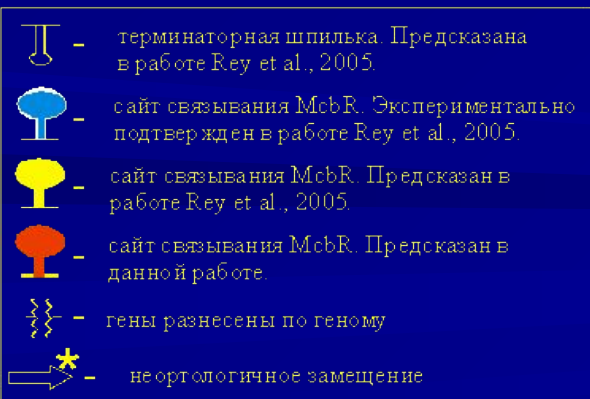 – терминаторная шпилька. Предсказана
в работе Rey et al., 2005.
– сайт связывания McbR. Экспериментально
подтвержден в работе Rey et al., 2005.
– сайт связывания McbR. Предсказан в
работе Rey et al., 2005.
– сайт связывания McbR. Предсказан в
данной работе.
– гены разнесены по геному
* – неортологичное замещение